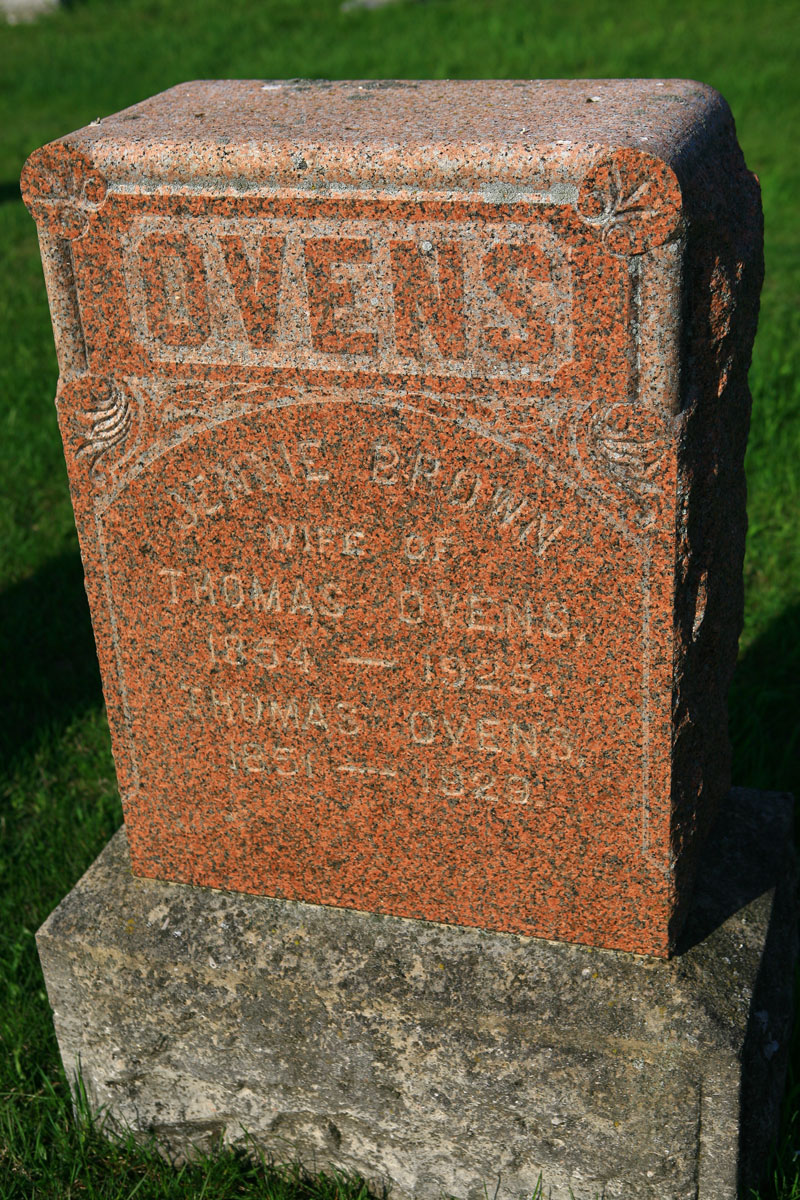 OVENS
JENNIE BROWN
WIFE OF
THOMAS OVENS,
1854 — 1925.
THOMAS OVENS,
1851 — 1929.